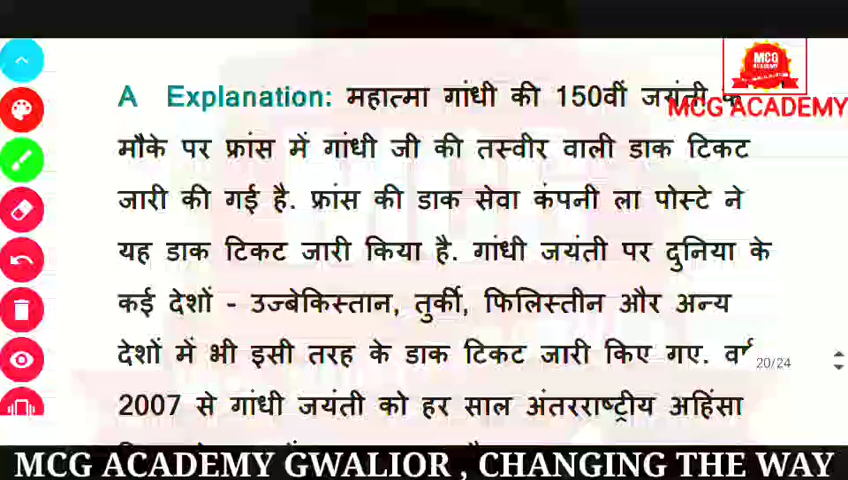 MCG
ACADEMY
A Explanation: महात्मा गांधी की 150वीं जयंती
MCG ACADEMY
मौके पर फ्रांस में गांधी जी की तस्वीर वाली डाक टिकट
जारी की गई है. फ्रांस की डाक सेवा कंपनी ला पोस्टे ने
यह डाक टिकट जारी किया है. गांधी जयंती पर दुनिया के
कई देशों - उज्बेकिस्तान, तुर्की, फिलिस्तीन और अन्य
देशों में भी इसी तरह के डाक टिकट जारी किए गए.
20/24
2007 से गांधी जयंती को हर साल अंतरराष्ट्रीय अहिंसा
MCG ACADEMY GWALIOR , CHANGING THE WAY